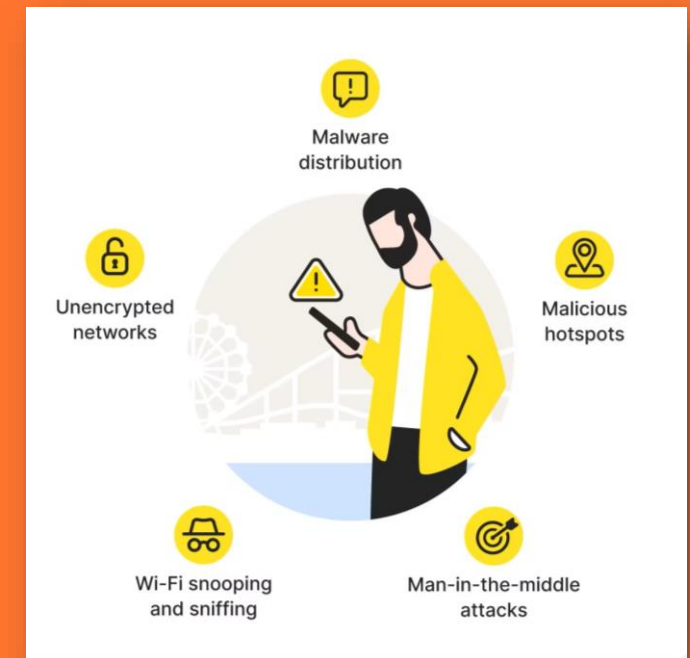 Malware
distribution
Unencrypted
networks
Malicious
hotspots
Wi-Fi snooping
and sniffing
Man-in-the-middle
attacks